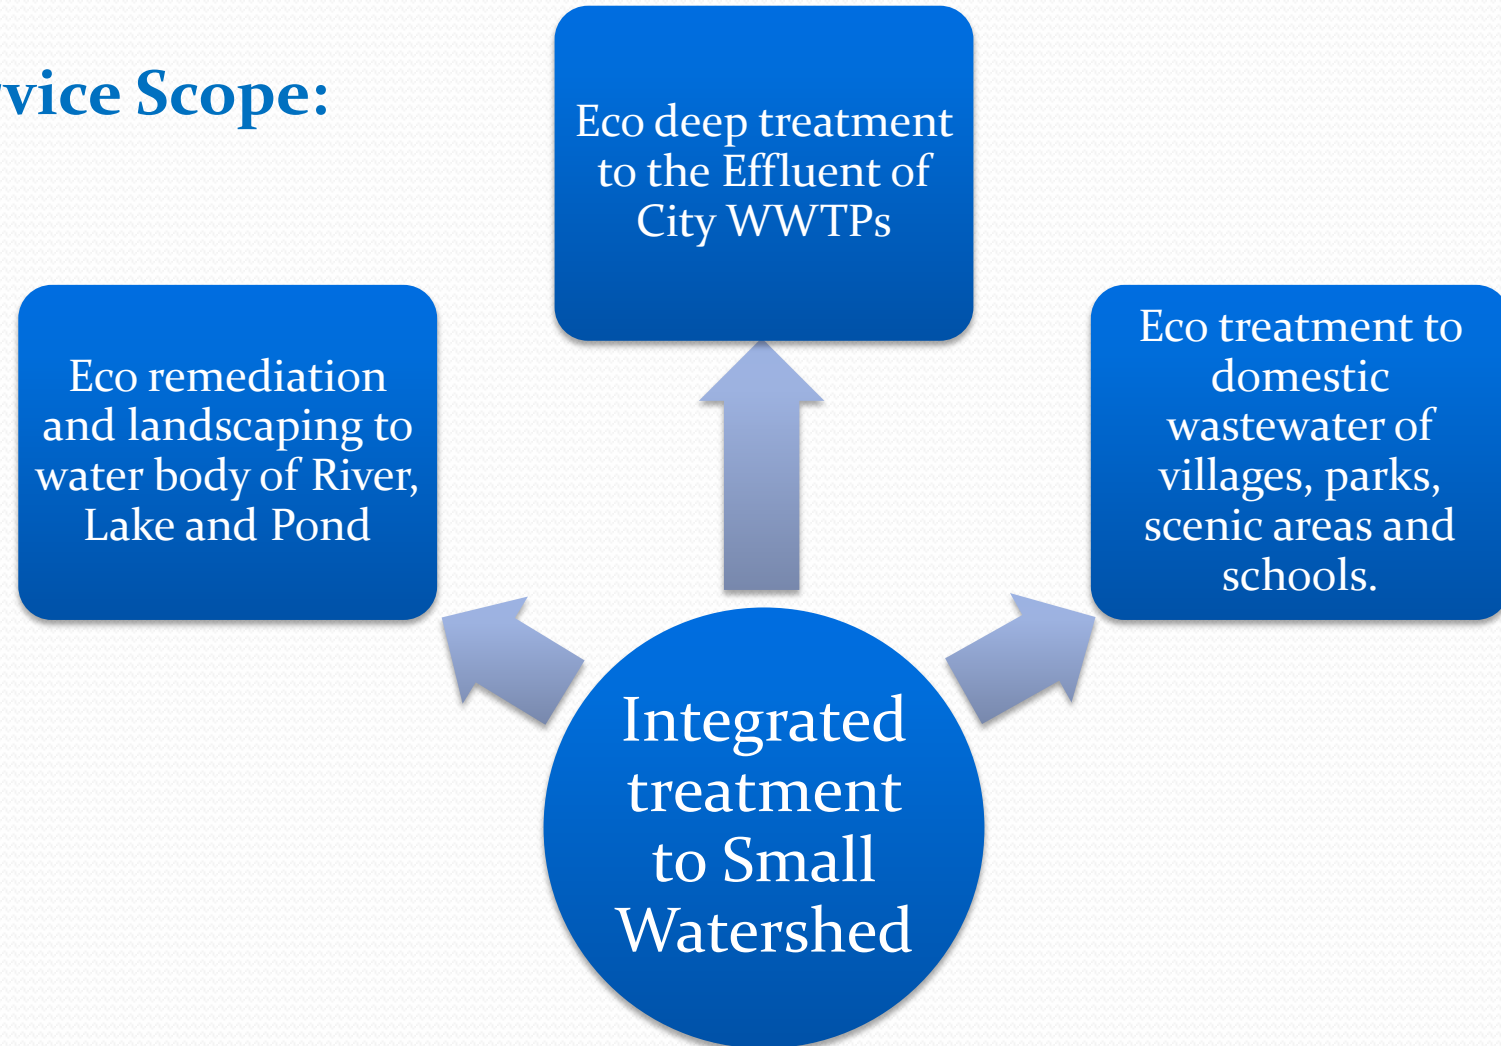 rvice Scope:
Eco deep treatment
to the Effluent of
City WWTPs
Eco remediation
and landscaping to
water body of River,
Lake and Pond
Eco treatment to
domestic
wastewater of
villages, parks,
scenic areas and
schools.
Integrated
treatment
to Small
Watershed